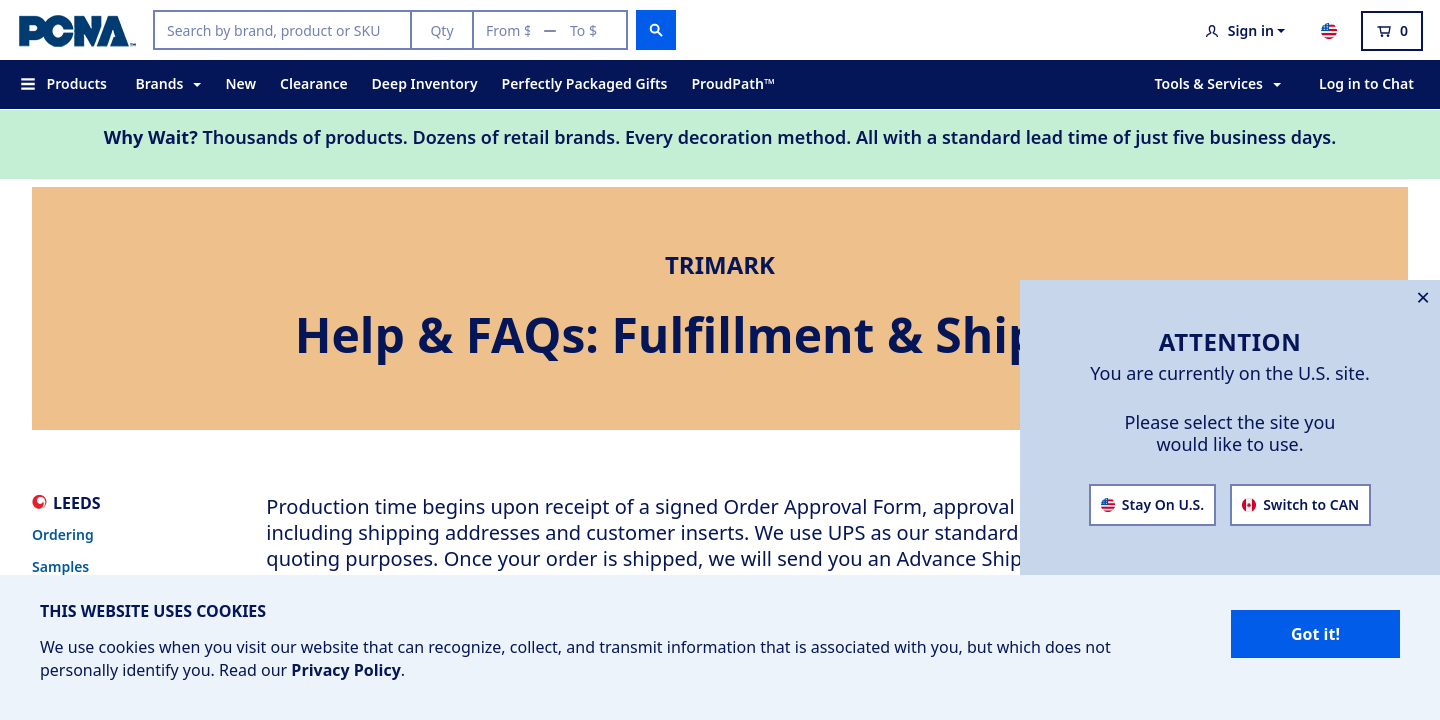 PCNA™
Search by brand, product or SKU
Qty
From $ — To $
Sign in
0
Products
Brands
New
Clearance
Deep Inventory
Perfectly Packaged Gifts
ProudPath™
Tools & Services
Log in to Chat
Why Wait? Thousands of products. Dozens of retail brands. Every decoration method. All with a standard lead time of just five business days.
TRIMARK
Help & FAQs: Fulfillment & Ship
ATTENTION
You are currently on the U.S. site.
Please select the site you
would like to use.
Stay On U.S.
Switch to CAN
LEEDS
Ordering
Samples
Production time begins upon receipt of a signed Order Approval Form, approval
including shipping addresses and customer inserts. We use UPS as our standard
quoting purposes. Once your order is shipped, we will send you an Advance Ship
THIS WEBSITE USES COOKIES
We use cookies when you visit our website that can recognize, collect, and transmit information that is associated with you, but which does not
personally identify you. Read our Privacy Policy.
Got it!